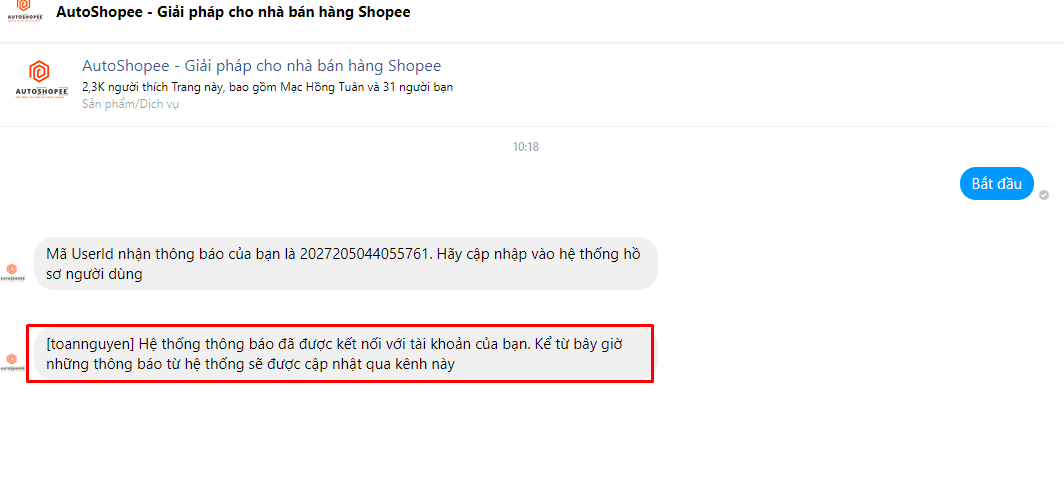 AUTOSHOPEE
AutoShopee - Giải pháp cho nhà bán hàng Shopee
AutoShopee - Giải pháp cho nhà bán hàng Shopee
AUTOSHOPEE
2,3K người thích Trang này, bao gồm Mạc Hồng Tuân và 31 người bạn
Sản phẩm/Dịch vụ
10:18
Bắt đầu
Mã UserId nhận thông báo của bạn là 2027205044055761. Hãy cập nhập vào hệ thống hồ
sơ người dùng
AUTOSHOPEE
[toannguyen] Hệ thống thông báo đã được kết nối với tài khoản của bạn. Kể từ bây giờ
những thông báo từ hệ thống sẽ được cập nhật qua kênh này
AUTOSHOPEE